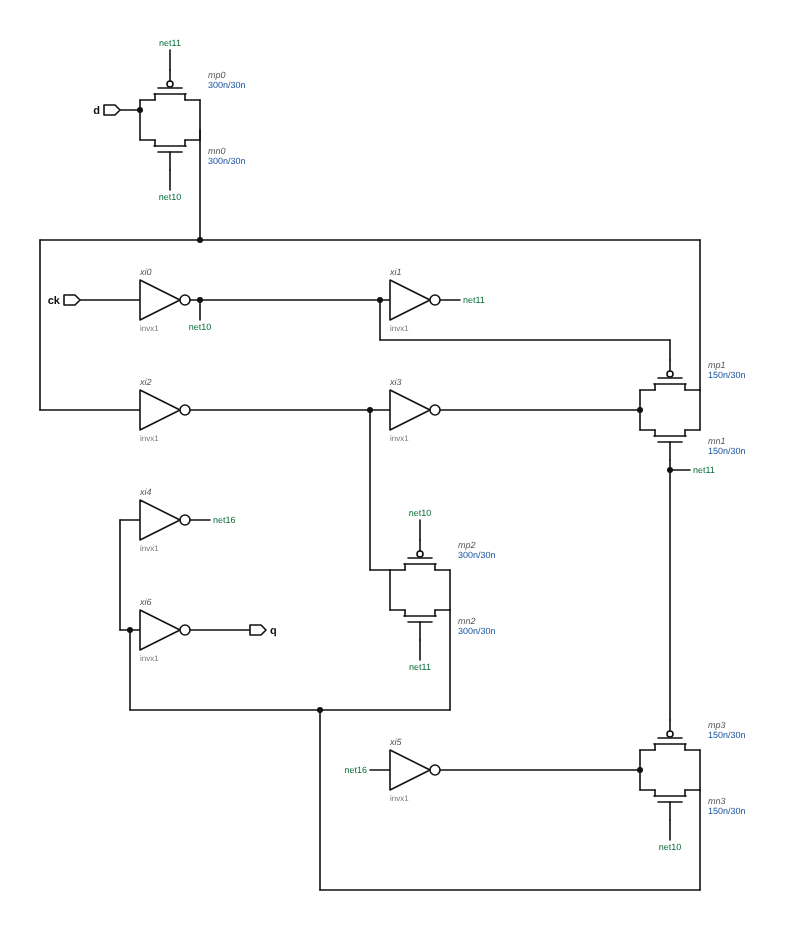 net11
mp0
300n/30n
d
mn0
300n/30n
net10
xi0
xi1
ck
net11
net10
invx1
invx1
mp1
150n/30n
xi2
xi3
invx1
invx1
mn1
150n/30n
net11
xi4
net16
net10
invx1
mp2
300n/30n
xi6
q
mn2
300n/30n
invx1
net11
mp3
150n/30n
xi5
net16
invx1
mn3
150n/30n
net10